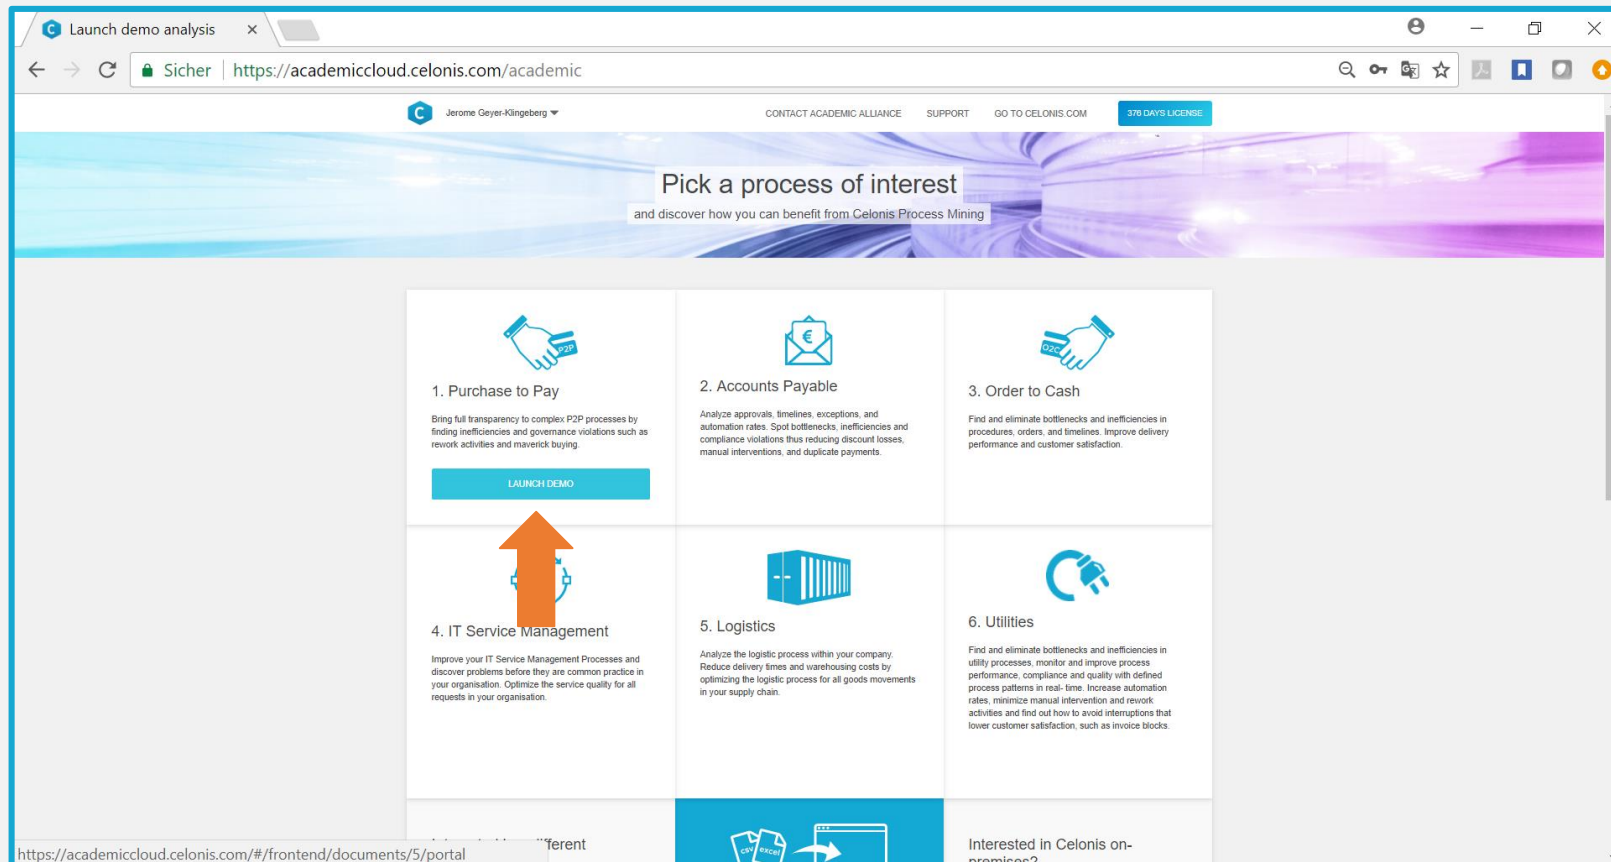 Launch demo analysis
Sicher https://academiccloud.celonis.com/academic
Jerome Geyer-Klingeberg CONTACT ACADEMIC ALLIANCE SUPPORT GO TO CELONIS.COM 376 DAYS LICENSE
Pick a process of interest
and discover how you can benefit from Celonis Process Mining
P2P
1. Purchase to Pay
Bring full transparency to complex P2P processes by
finding inefficiencies and governance violations such as
rework activities and maverick buying.
LAUNCH DEMO
€
2. Accounts Payable
Analyze approvals, timelines, exceptions, and
automation rates. Spot bottlenecks, inefficiencies and
compliance violations thus reducing discount losses,
manual interventions, and duplicate payments.
O2C
3. Order to Cash
Find and eliminate bottlenecks and inefficiencies in
procedures, orders, and timelines. Improve delivery
performance and customer satisfaction.
4. IT Service Management
Improve your IT Service Management Processes and
discover problems before they are common practice in
your organisation. Optimize the service quality for all
requests in your organisation.
5. Logistics
Analyze the logistic process within your company.
Reduce delivery times and warehousing costs by
optimizing the logistic process for all goods movements
in your supply chain.
6. Utilities
Find and eliminate bottlenecks and inefficiencies in
utility processes, monitor and improve process
performance, compliance and quality with defined
process patterns in real- time. Increase automation
rates, minimize manual intervention and rework
activities and find out how to avoid interruptions that
lower customer satisfaction, such as invoice blocks.
csv excel
Interested in Celonis on-
premises?
https://academiccloud.celonis.com/#/frontend/documents/5/portal